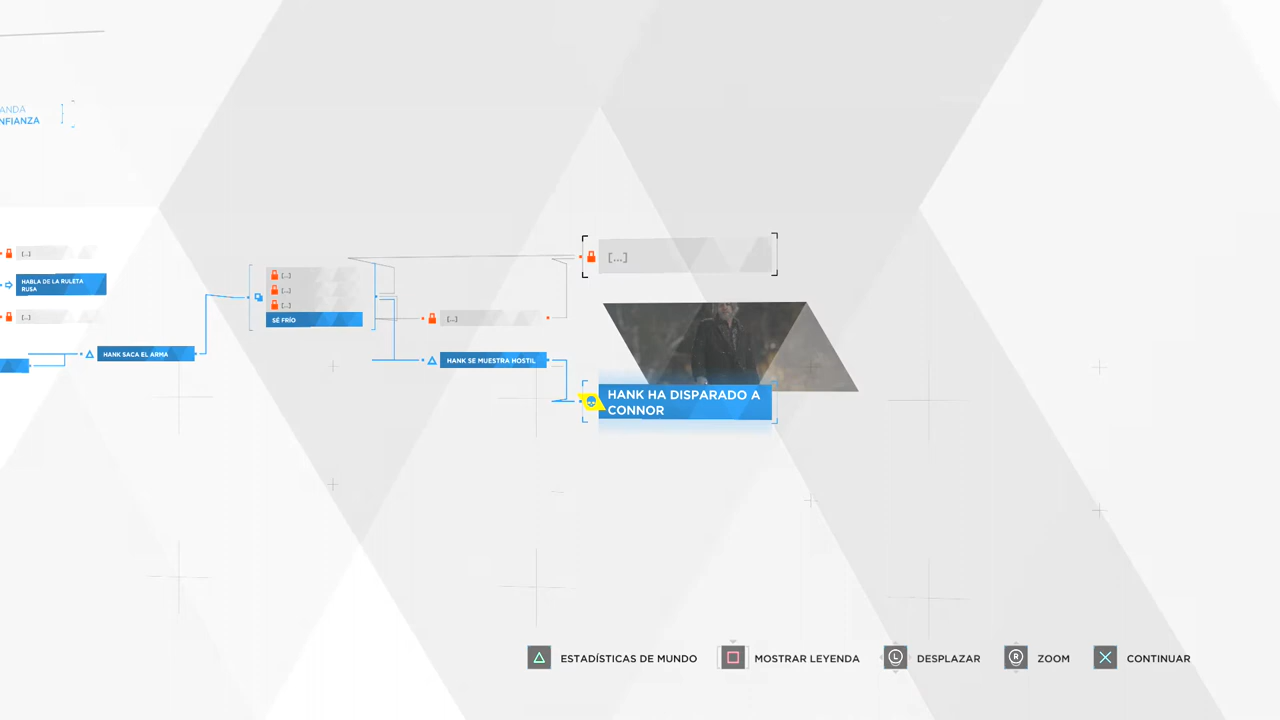 ANDA
NFIANZA
[...]
HABLA DE LA RULETA
RUSA
[...]
HANK SACA EL ARMA
[...]
[...]
[...]
SÉ FRÍO
[...]
HANK SE MUESTRA HOSTIL
[...]
HANK HA DISPARADO A
CONNOR
ESTADÍSTICAS DE MUNDO
MOSTRAR LEYENDA
L
DESPLAZAR
R
ZOOM
CONTINUAR